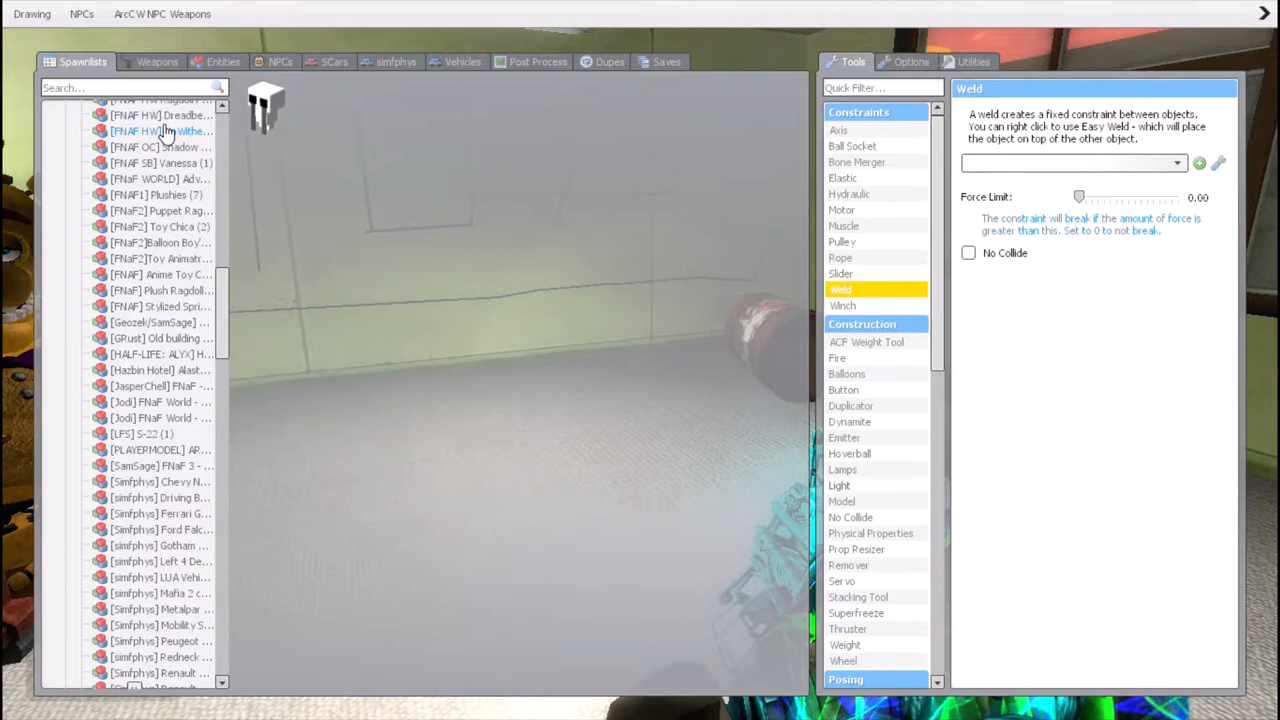 Drawing NPCs ArcCW NPC Weapons
Spawnlists Weapons Entities NPCs SCars simfphys Vehicles Post Process Dupes Saves
Search...
[FNAF HW] Dreadbe...
[FNAF HW] Withe...
[FNAF OC] Shadow ...
[FNAF SB] Vanessa (1)
[FNaF WORLD] Adv...
[FNAF1] Plushies (7)
[FNaF2] Puppet Rag...
[FNaF2] Toy Chica (2)
[FNAF2]Balloon Boy'...
[FNAF2]Toy Animatr...
[FNAF] Anime Toy C...
[FNaF] Plush Ragdoll...
[FNAF] Stylized Spri...
[Geozek/SamSage] ...
[GRust] Old building ...
[HALF-LIFE: ALYX] H...
[Hazbin Hotel] Alast...
[JasperChell] FNaF -...
[Jodi] FNaF World - ...
[Jodi] FNaF World - ...
[LFS] S-22 (1)
[PLAYERMODEL] AR...
[SamSage] FNaF 3 - ...
[Simfphys] Chevy N...
[simfphys] Driving B...
[Simfphys] Ferrari G...
[Simfphys] Ford Falc...
[simfphys] Gotham ...
[simfphys] Left 4 De...
[simfphys] LUA Vehi...
[simfphys] Mafia 2 c...
[simfphys] Metalpar ...
[simfphys] Mobility S...
[simfphys] Peugeot ...
[simfphys] Redneck ...
[simfphys] Renault ...
Tools Options Utilities
Quick Filter...
Constraints
Axis
Ball Socket
Bone Merger
Elastic
Hydraulic
Motor
Muscle
Pulley
Rope
Slider
Weld
Winch
Construction
ACF Weight Tool
Fire
Balloons
Button
Duplicator
Dynamite
Emitter
Hoverball
Lamps
Light
Model
No Collide
Physical Properties
Prop Resizer
Remover
Servo
Stacking Tool
Superfreeze
Thruster
Weight
Wheel
Posing
Weld
A weld creates a fixed constraint between objects.
You can right click to use Easy Weld - which will place
the object on top of the other object.
Force Limit: 0.00
The constraint will break if the amount of force is
greater than this. Set to 0 to not break.
No Collide